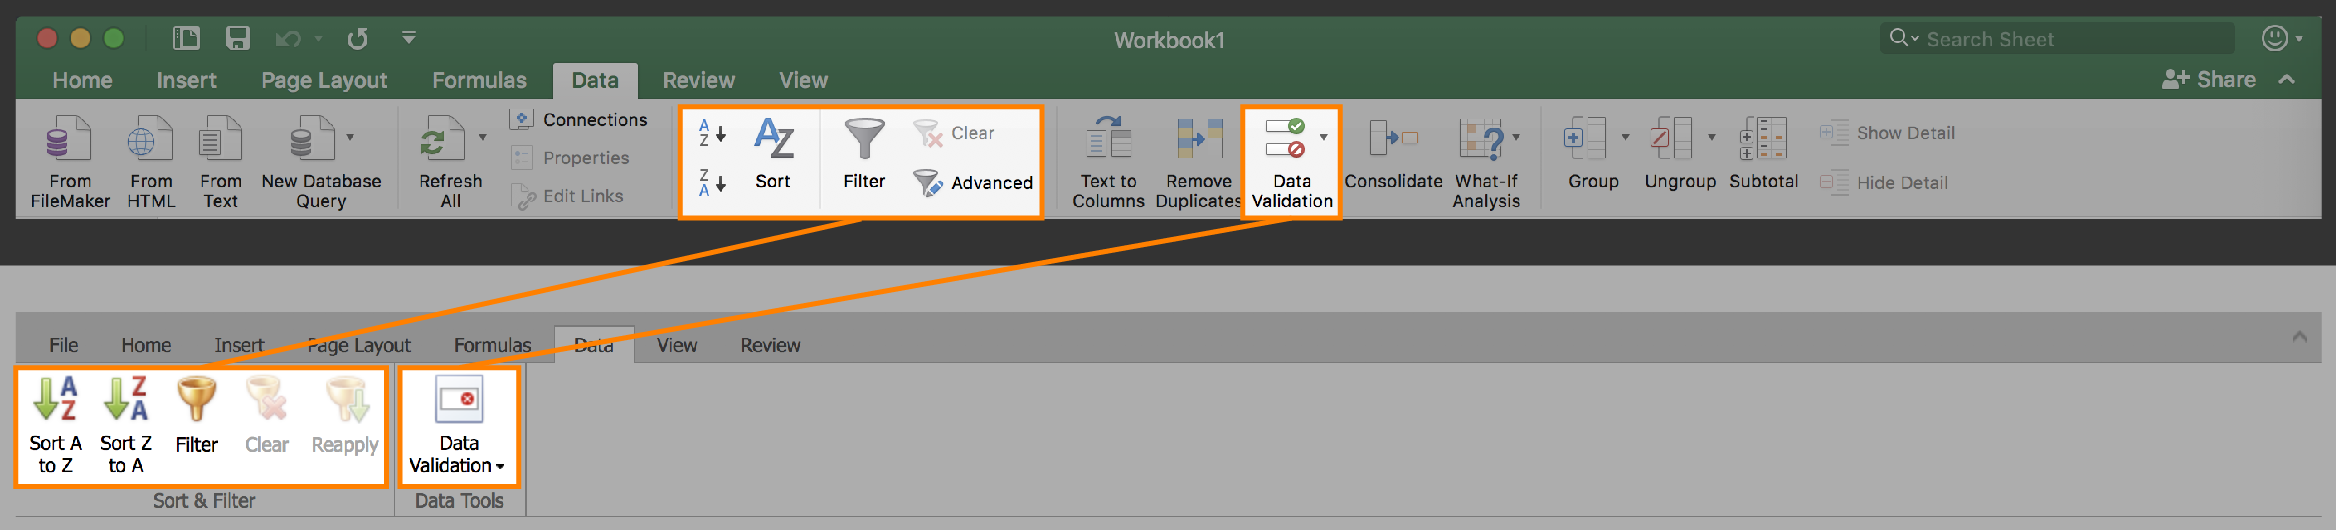 Workbook1
Search Sheet
Home Insert Page Layout Formulas Data Review View
Share
From
FileMaker
From
HTML
From
Text
New Database
Query
Refresh
All
Connections
Properties
Edit Links
A
Z
Z
A
AZ
Sort
Filter
Clear
Advanced
Text to
Columns
Remove
Duplicates
Data
Validation
Consolidate
What-If
Analysis
Group
Ungroup
Subtotal
Show Detail
Hide Detail
File Home Insert Page Layout Formulas Data View Review
A
Z
Sort A
to Z
Z
A
Sort Z
to A
Filter
Clear
Reapply
Sort & Filter
Data
Validation
Data Tools